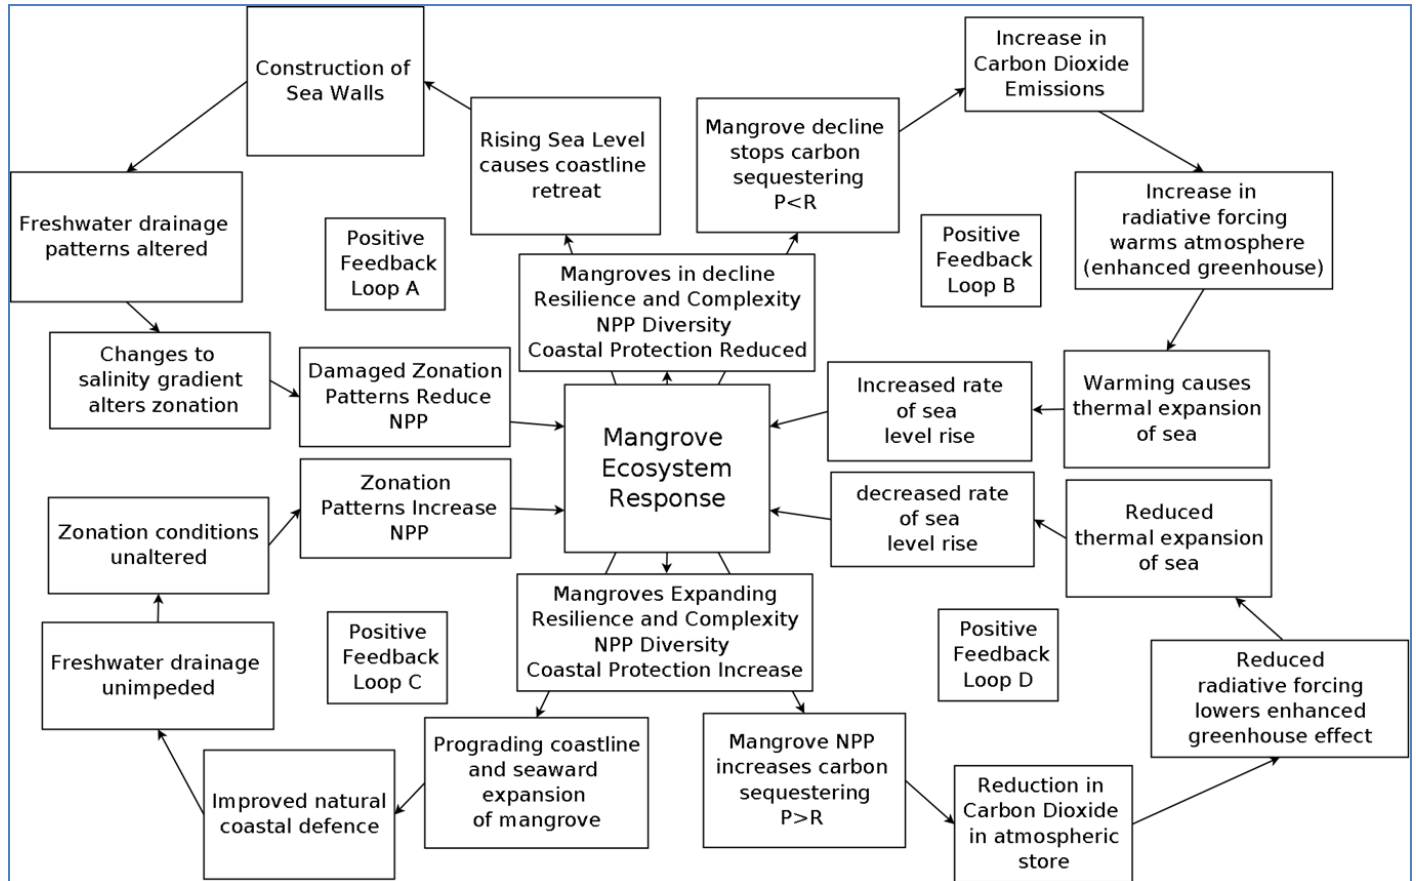 Construction of
Sea Walls
Rising Sea Level
causes coastline
retreat
Freshwater drainage
patterns altered
Positive
Feedback
Loop A
Changes to
salinity gradient
alters zonation
Damaged Zonation
Patterns Reduce
NPP
Mangroves in decline
Resilience and Complexity
NPP Diversity
Coastal Protection Reduced
Mangrove decline
stops carbon
sequestering
P<R
Increase in
Carbon Dioxide
Emissions
Increase in
radiative forcing
warms atmosphere
(enhanced greenhouse)
Positive
Feedback
Loop B
Warming causes
thermal expansion
of sea
Increased rate
of sea
level rise
Mangrove
Ecosystem
Response
Zonation
Patterns Increase
NPP
Zonation conditions
unaltered
Freshwater drainage
unimpeded
Positive
Feedback
Loop C
Improved natural
coastal defence
Prograding coastline
and seaward
expansion
of mangrove
Mangroves Expanding
Resilience and Complexity
NPP Diversity
Coastal Protection Increase
decreased rate
of sea
level rise
Reduced
thermal expansion
of sea
Positive
Feedback
Loop D
Reduced
radiative forcing
lowers enhanced
greenhouse effect
Mangrove NPP
increases carbon
sequestering
P>R
Reduction in
Carbon Dioxide
in atmospheric
store